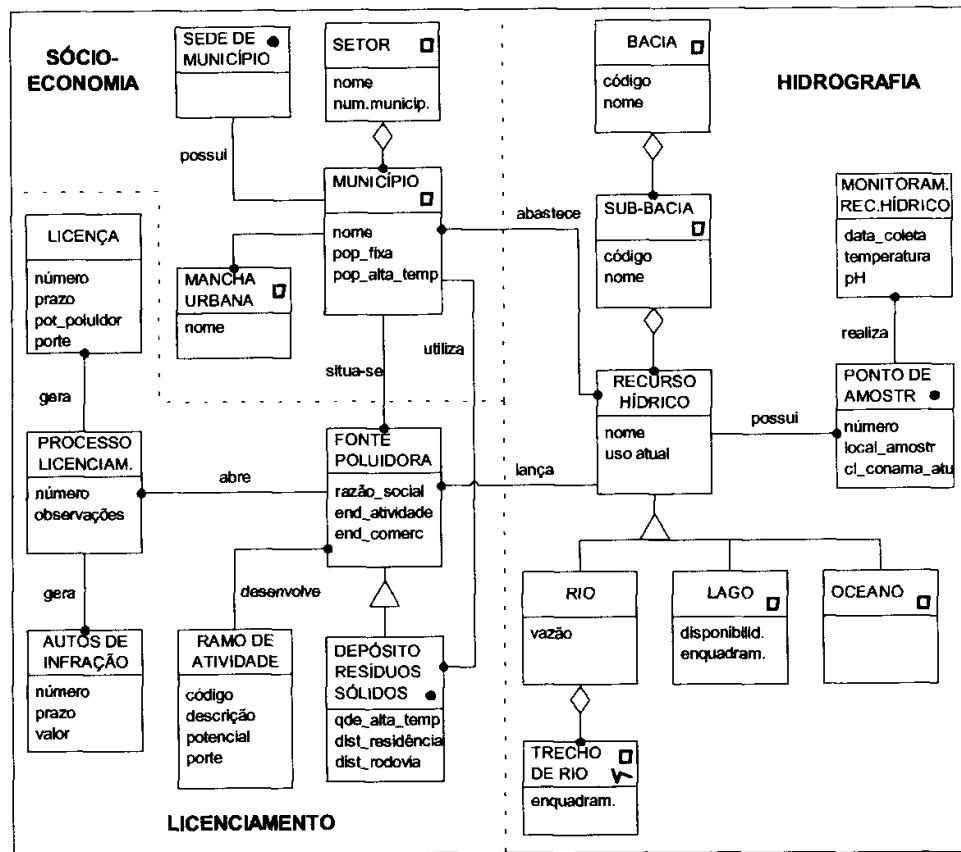 SÓCIO-
ECONOMIA
SEDE DE
MUNICÍPIO
SETOR
nome
num.municip.
BACIA
código
nome
HIDROGRAFIA
possui
MUNICÍPIO
nome
pop_fixa
pop_alta_temp
abastece
SUB-BACIA
código
nome
MONITORAM.
REC.HÍDRICO
data_coleta
temperatura
pH
LICENÇA
número
prazo
pot_poluidor
porte
MANCHA
URBANA
nome
situa-se
utiliza
realiza
gera
RECURSO
HÍDRICO
nome
uso atual
possui
PONTO DE
AMOSTR
número
local_amostr
cl_conama_atu
PROCESSO
LICENCIAM.
número
observações
abre
FONTE
POLUIDORA
razão_social
end_atividade
end_comerc
lança
gera
desenvolve
RIO
vazão
LAGO
disponibilid.
enquadram.
OCEANO
AUTOS DE
INFRAÇÃO
número
prazo
valor
RAMO DE
ATIVIDADE
código
descrição
potencial
porte
DEPÓSITO
RESÍDUOS
SÓLIDOS
qde_alta_temp
dist_residência
dist_rodovia
TRECHO
DE RIO
enquadram.
LICENCIAMENTO